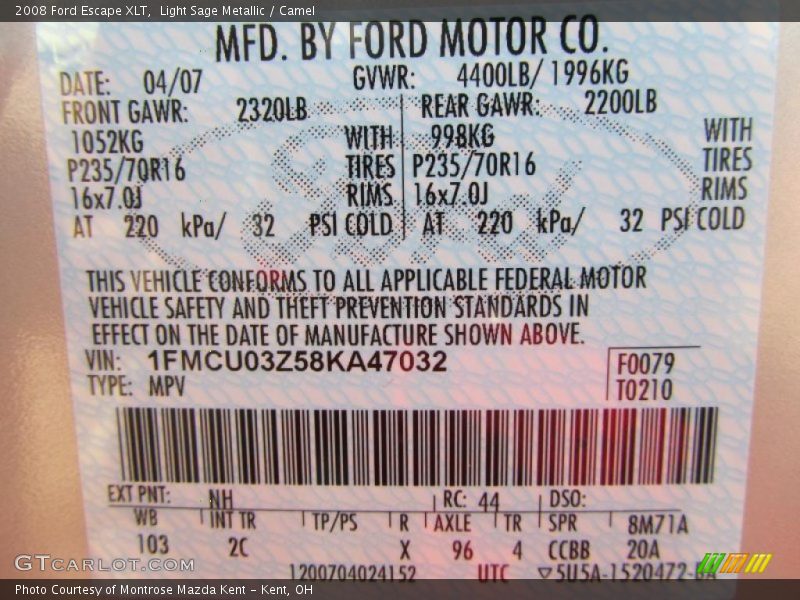 2008 Ford Escape XLT, Light Sage Metallic / Camel
MFD. BY FORD MOTOR CO.
DATE: 04/07 GVWR: 4400LB/ 1996KG
FRONT GAWR: 2320LB REAR GAWR: 2200LB
1052KG WITH 998KG WITH
P235/70R16 TIRES P235/70R16 TIRES
16x7.0J RIMS 16x7.0J RIMS
AT 220 kPa/ 32 PSI COLD AT 220 kPa/ 32 PSI COLD
THIS VEHICLE CONFORMS TO ALL APPLICABLE FEDERAL MOTOR
VEHICLE SAFETY AND THEFT PREVENTION STANDARDS IN
EFFECT ON THE DATE OF MANUFACTURE SHOWN ABOVE.
VIN: 1FMCU03Z58KA47032 F0079
TYPE: MPV T0210
EXT PNT: NH RC: 44 DSO:
WB INT TR TP/PS R AXLE TR SPR 8M71A
103 2C X 96 4 CCBB 20A
1200704024152 UTC ▽5U5A-1520472-BA
GTCARLOT.COM
Photo Courtesy of Montrose Mazda Kent - Kent, OH